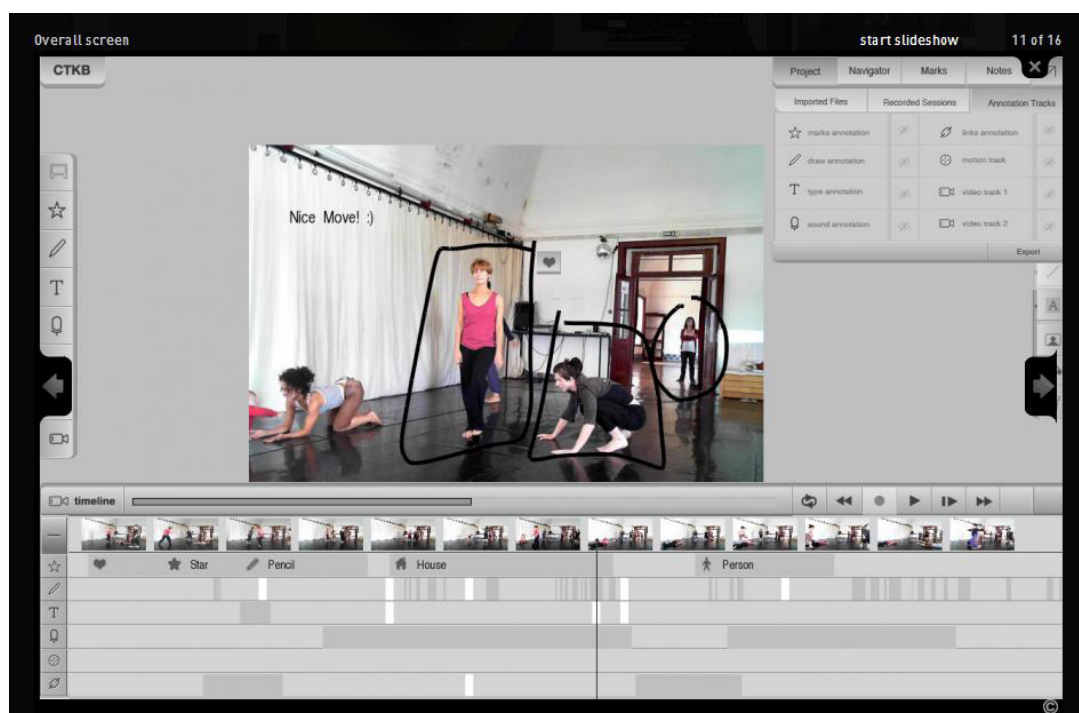 Overall screen
start slideshow
11 of 16
CTKB
Project Navigator Marks Notes
Imported Files Recorded Sessions Annotation Tracks
marks annotation links annotation
draw annotation motion track
T type annotation video track 1
sound annotation video track 2
Export
T
A
Nice Move! :)
timeline
Star Pencil House Person
T
©